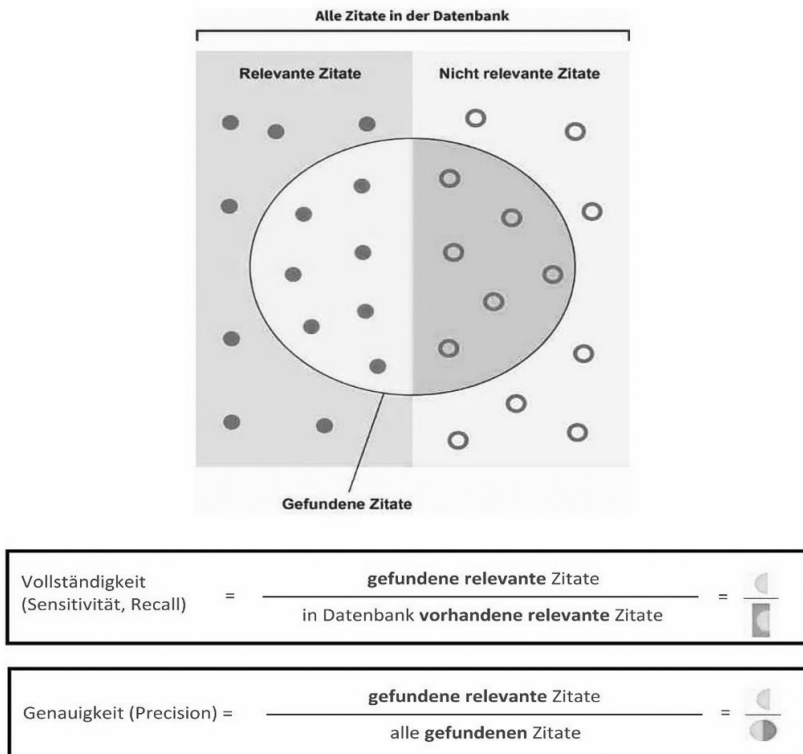 Alle Zitate in der Datenbank
Relevante Zitate
Nicht relevante Zitate
Gefundene Zitate
Vollständigkeit
(Sensitivität, Recall)
=
gefundene relevante Zitate
in Datenbank vorhandene relevante Zitate
=
Genauigkeit (Precision) =
gefundene relevante Zitate
alle gefundenen Zitate
=